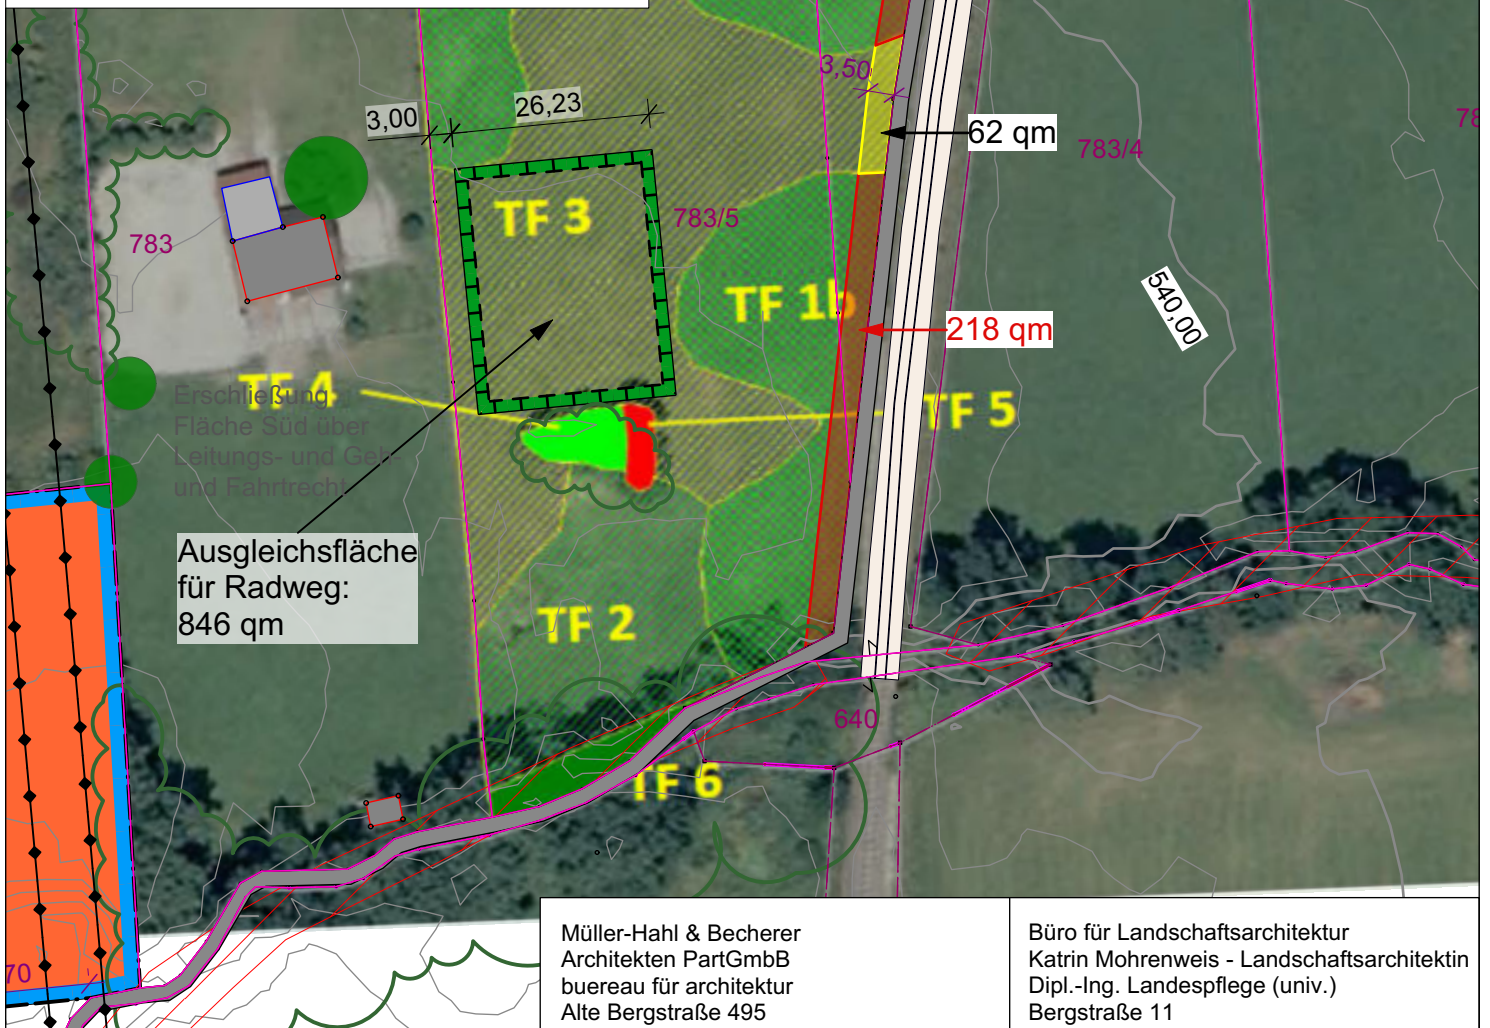 3,50
26,23
3,00
62 qm
783/4
78
TF 3
783/5
783
TF 1b
540,00
218 qm
TF 4
Erschließung
Fläche Süd über
Leitungs- und Geh-
und Fahrtrecht
TF 5
Ausgleichsfläche
für Radweg:
846 qm
TF 2
640
TF 6
70
Müller-Hahl & Becherer
Architekten PartGmbB
buereau für architektur
Alte Bergstraße 495
Büro für Landschaftsarchitektur
Katrin Mohrenweis - Landschaftsarchitektin
Dipl.-Ing. Landespflege (univ.)
Bergstraße 11